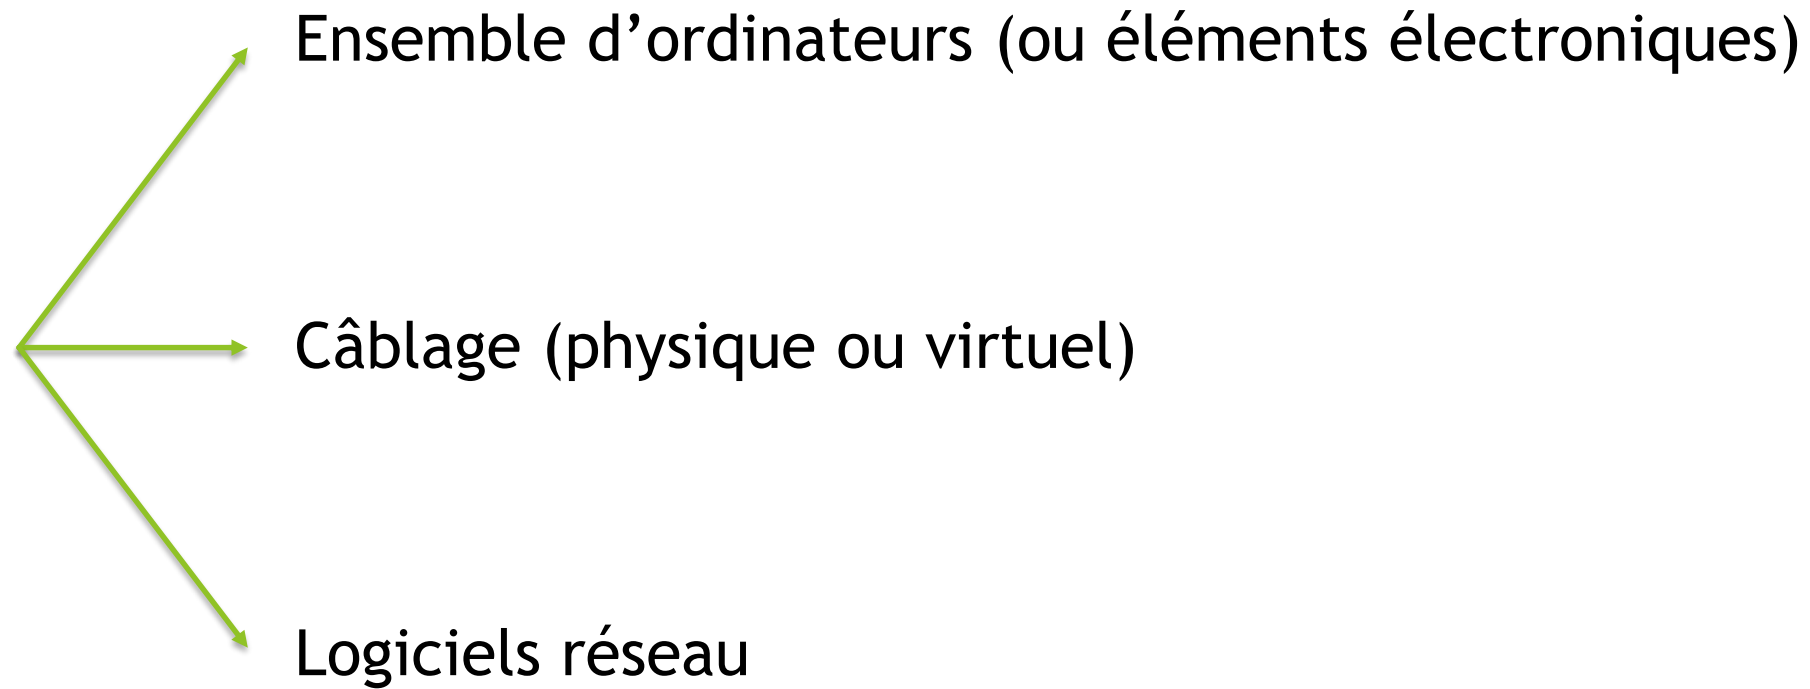 Ensemble d’ordinateurs (ou éléments électroniques)
Câblage (physique ou virtuel)
Logiciels réseau